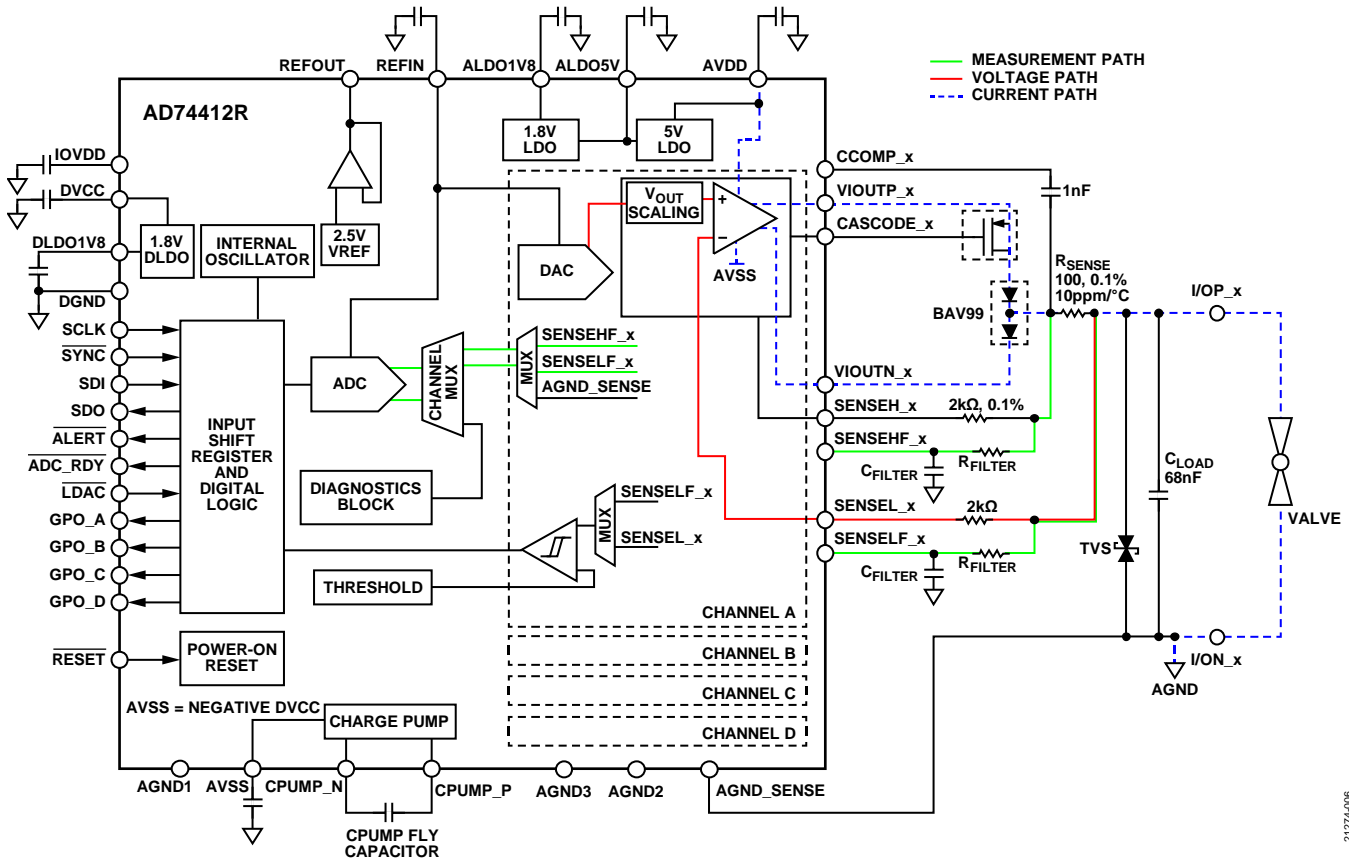 REFOUT
REFIN
ALDO1V8
ALDO5V
AVDD
MEASUREMENT PATH
VOLTAGE PATH
CURRENT PATH
AD74412R
IOVDD
DVCC
DLDO1V8
DGND
SCLK
SYNC
SDI
SDO
ALERT
ADC_RDY
LDAC
GPO_A
GPO_B
GPO_C
GPO_D
RESET
1.8V
DLDO
INTERNAL
OSCILLATOR
2.5V
VREF
1.8V
LDO
5V
LDO
INPUT
SHIFT
REGISTER
AND
DIGITAL
LOGIC
POWER-ON
RESET
ADC
CHANNEL
MUX
DIAGNOSTICS
BLOCK
THRESHOLD
DAC
VOUT
SCALING
+
–
AVSS
MUX
SENSEHF_x
SENSELF_x
AGND_SENSE
MUX
SENSELF_x
SENSEL_x
CHANNEL A
CHANNEL B
CHANNEL C
CHANNEL D
CCOMP_x
VIOUTP_x
CASCODE_x
1nF
RSENSE
100, 0.1%
10ppm/°C
BAV99
I/OP_x
VIOUTN_x
SENSEH_x
2kΩ, 0.1%
SENSEHF_x
CFILTER
RFILTER
SENSEL_x
2kΩ
SENSELF_x
CFILTER
RFILTER
TVS
CLOAD
68nF
VALVE
I/ON_x
AGND
AVSS = NEGATIVE DVCC
CHARGE PUMP
AGND1
AVSS
CPUMP_N
CPUMP_P
AGND3
AGND2
AGND_SENSE
CPUMP FLY
CAPACITOR
21274-006